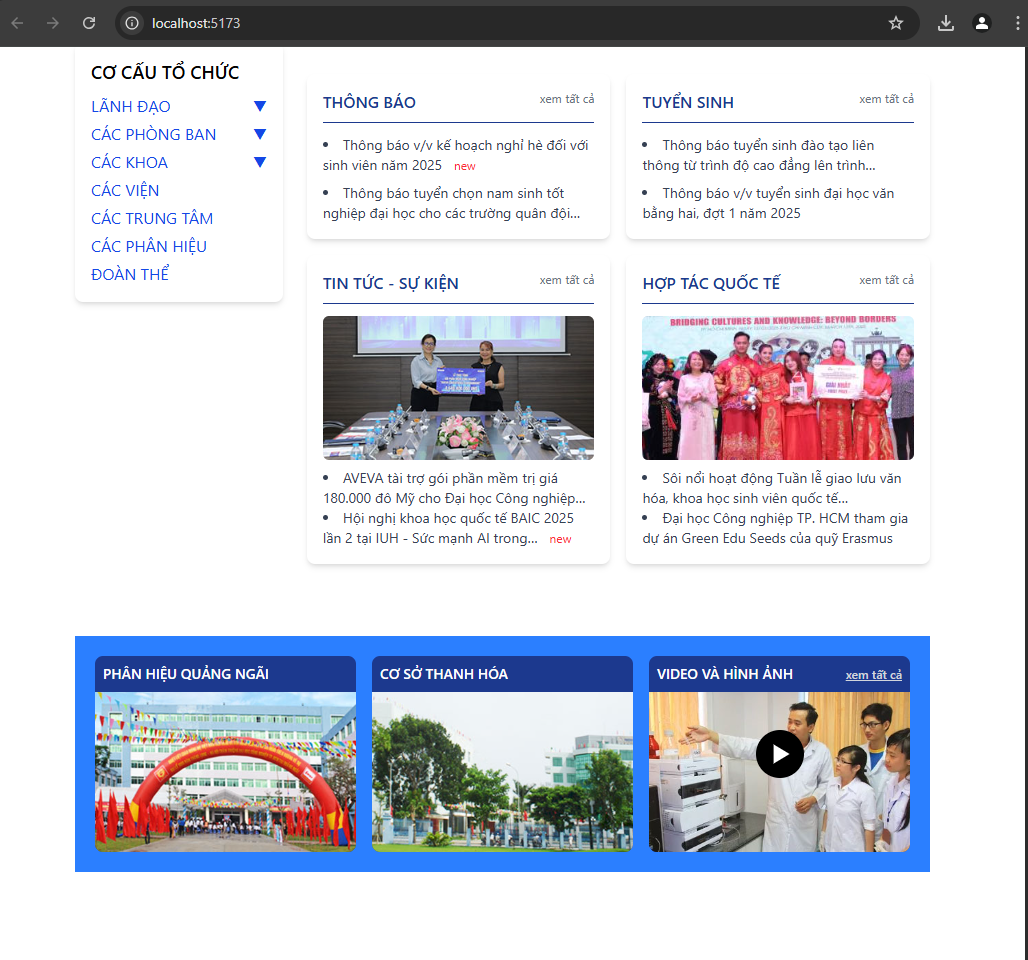 localhost:5173
CƠ CẤU TỔ CHỨC
LÃNH ĐẠO
CÁC PHÒNG BAN
CÁC KHOA
CÁC VIỆN
CÁC TRUNG TÂM
CÁC PHÂN HIỆU
ĐOÀN THỂ
THÔNG BÁO
xem tất cả
Thông báo v/v kế hoạch nghỉ hè đối với
sinh viên năm 2025 new
Thông báo tuyển chọn nam sinh tốt
nghiệp đại học cho các trường quân đội...
TUYỂN SINH
xem tất cả
Thông báo tuyển sinh đào tạo liên
thông từ trình độ cao đẳng lên trình...
Thông báo v/v tuyển sinh đại học văn
bằng hai, đợt 1 năm 2025
TIN TỨC - SỰ KIỆN
xem tất cả
AVEVA tài trợ gói phần mềm trị giá
180.000 đô Mỹ cho Đại học Công nghiệp...
Hội nghị khoa học quốc tế BAIC 2025
lần 2 tại IUH - Sức mạnh AI trong... new
HỢP TÁC QUỐC TẾ
xem tất cả
BRIDGING CULTURES AND KNOWLEDGE: BEYOND BORDERS
GIẢI NHẤT
Sôi nổi hoạt động Tuần lễ giao lưu văn
hóa, khoa học sinh viên quốc tế...
Đại học Công nghiệp TP. HCM tham gia
dự án Green Edu Seeds của quỹ Erasmus
PHÂN HIỆU QUẢNG NGÃI
CƠ SỞ THANH HÓA
VIDEO VÀ HÌNH ẢNH
xem tất cả